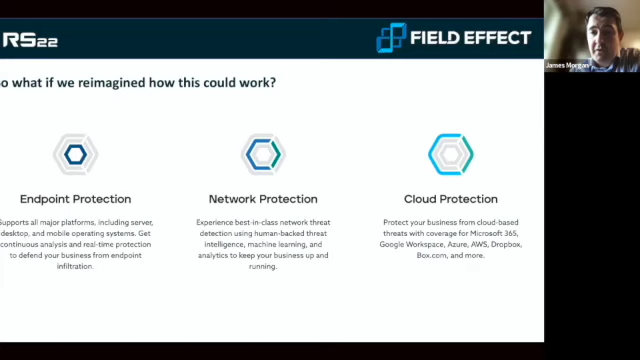 RS22
FIELD EFFECT
o what if we reimagined how this could work?
James Morgan
Endpoint Protection
Supports all major platforms, including server,
desktop, and mobile operating systems. Get
continuous analysis and real-time protection
to defend your business from endpoint
infiltration.
Network Protection
Experience best-in-class network threat
detection using human-backed threat
intelligence, machine learning, and
analytics to keep your business up and
running.
Cloud Protection
Protect your business from cloud-based
threats with coverage for Microsoft 365,
Google Workspace, Azure, AWS, Dropbox,
Box.com, and more.